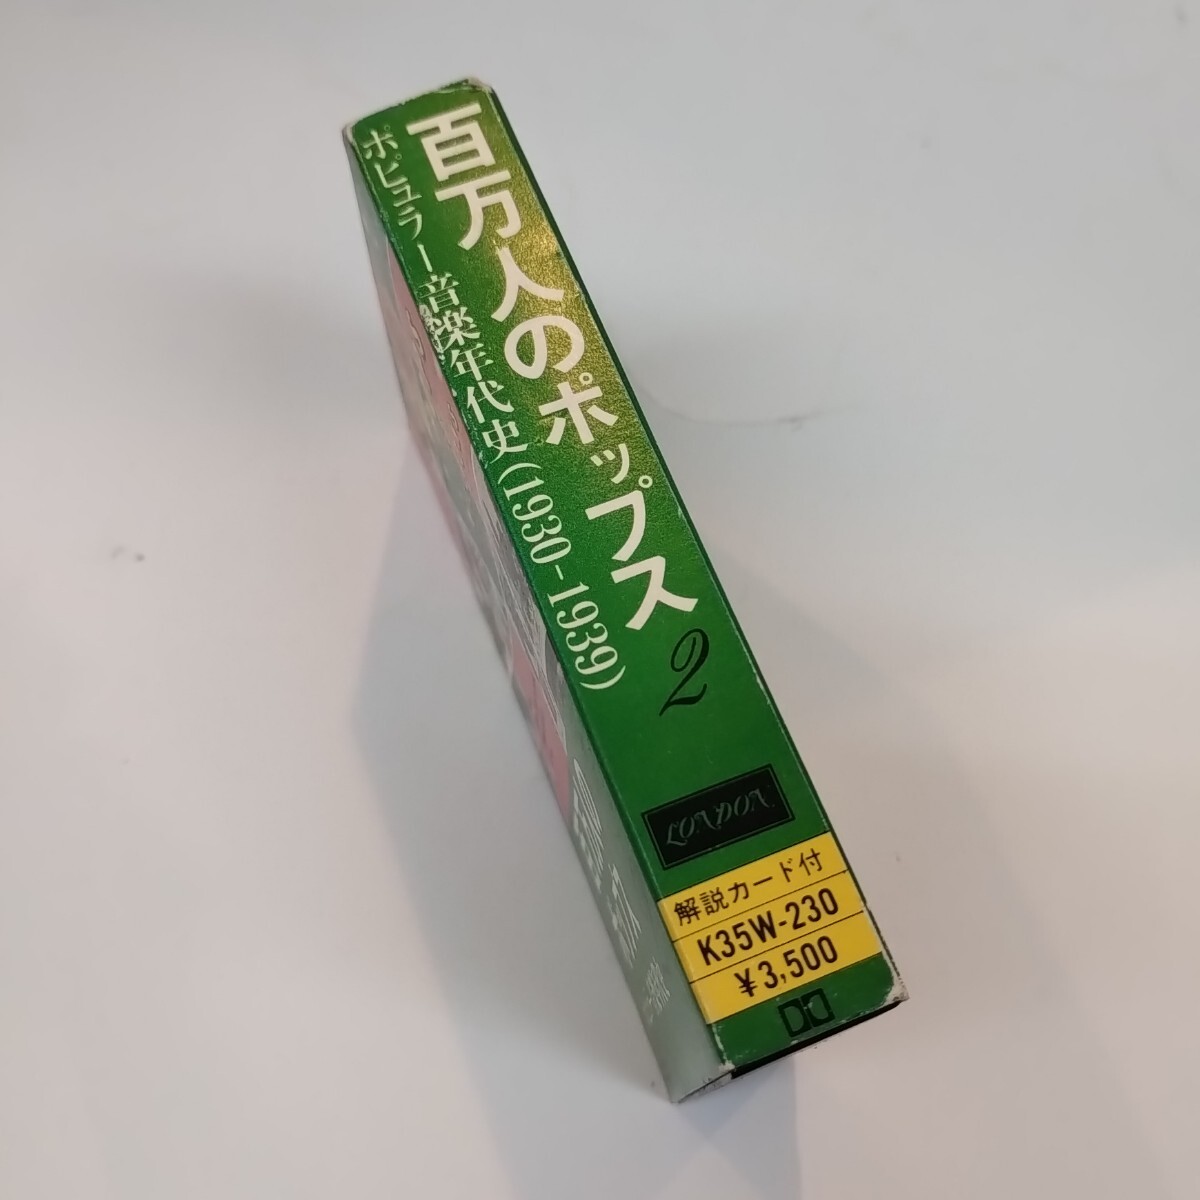 百万人のポップス2
ポピュラー音楽年代史(1930-1939)
LONDON
解説カード付
K35W-230
¥3,500